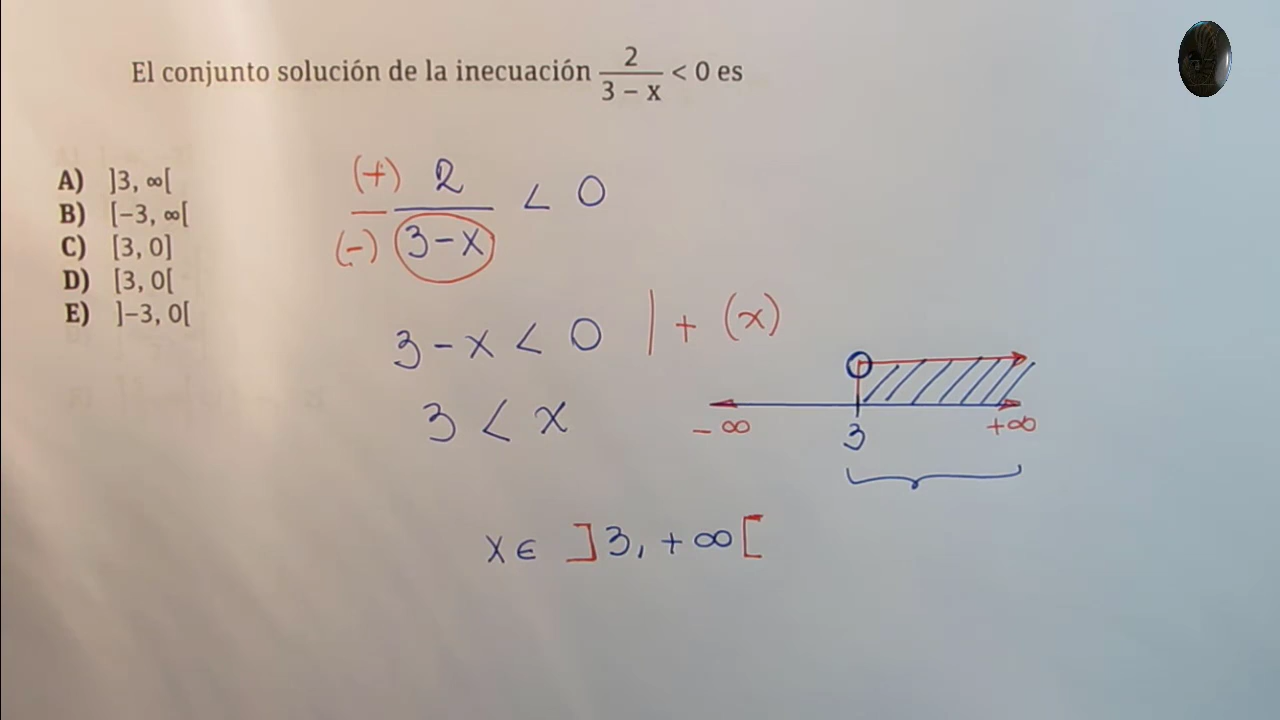 El conjunto solución de la inecuación 2/(3 – x) < 0 es
A) ]3, ∞[
B) [–3, ∞[
C) [3, 0]
D) [3, 0[
E) ]–3, 0[
(+) 2
(-) 3-x < 0
3-x < 0 | + (x)
3 < x
-∞ 3 +∞
x ∈ ]3, +∞[